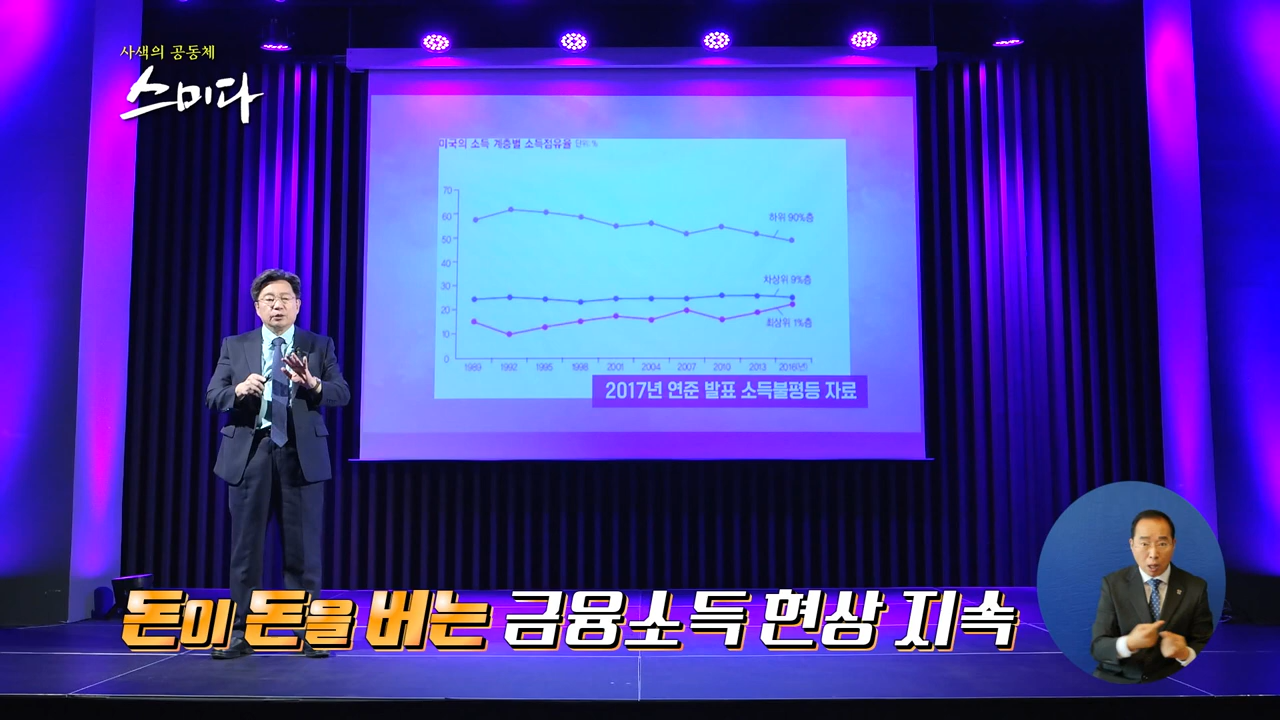 사색의 공동체
스미다
미국의 소득 계층별 소득점유율 단위: %
70
60
50
40
30
20
10
0
하위 90%층
차상위 9%층
최상위 1%층
1989 1992 1995 1998 2001 2004 2007 2010 2013 2016(년)
2017년 연준 발표 소득불평등 자료
돈이 돈을 버는 금융소득 현상 지속